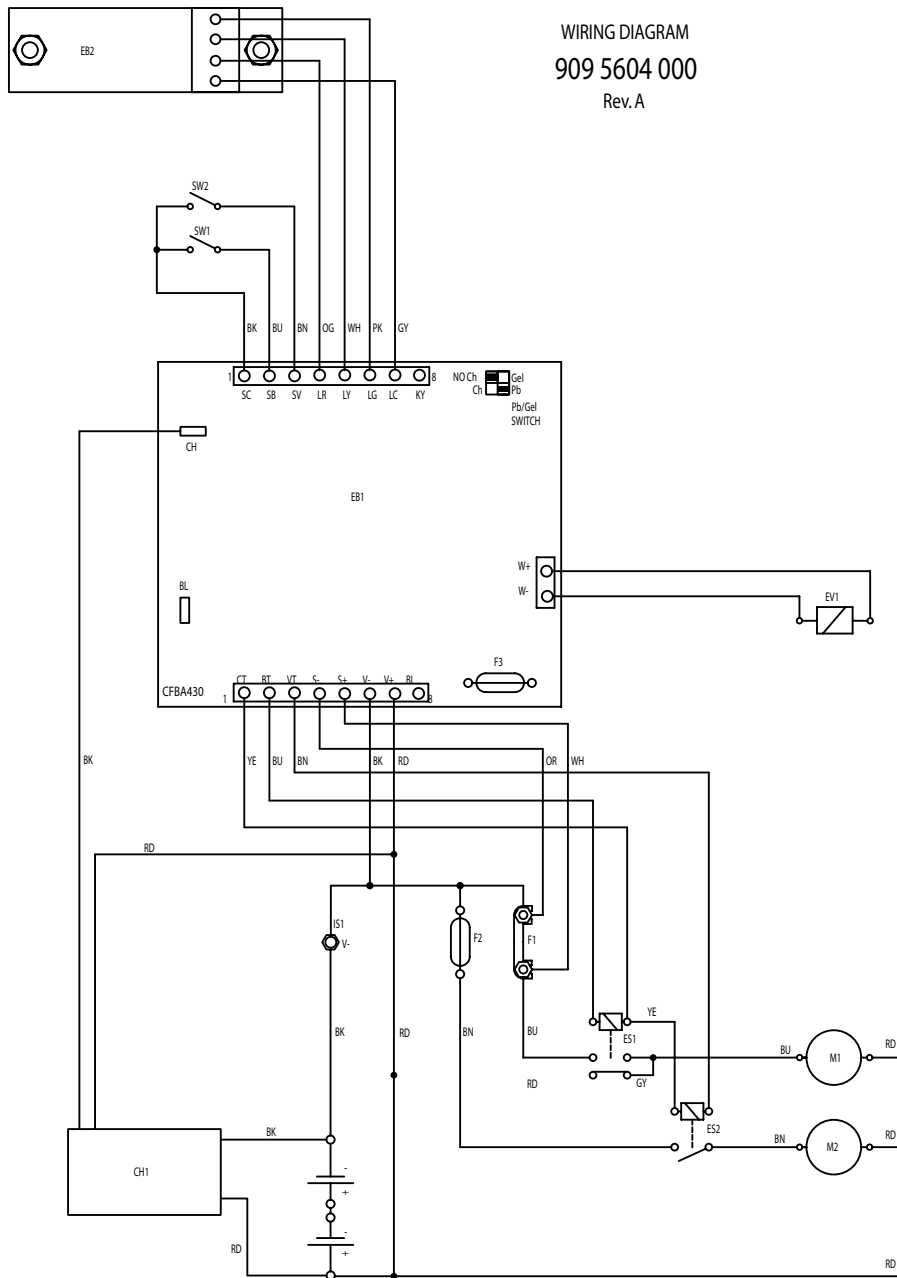 WIRING DIAGRAM
909 5604 000
Rev. A
EB2
SW2
SW1
BK BU BN OG WH PK GY
1 8
SC SB SV LR LY LG LC KY
NO Ch Gel
Ch Pb
Pb/Gel
SWITCH
CH
EB1
BL
W+
W-
EV1
F3
CFBA430
CT BT VT S- S+ V- V+ BL
1 8
BK
YE BU BN BK RD OR WH
RD
IS1
V-
F2
F1
BK
RD
BN
BU
RD
YE
ES1
GY
BU
M1
RD
ES2
BN
M2
RD
BK
CH1
-
+
-
+
RD
RD